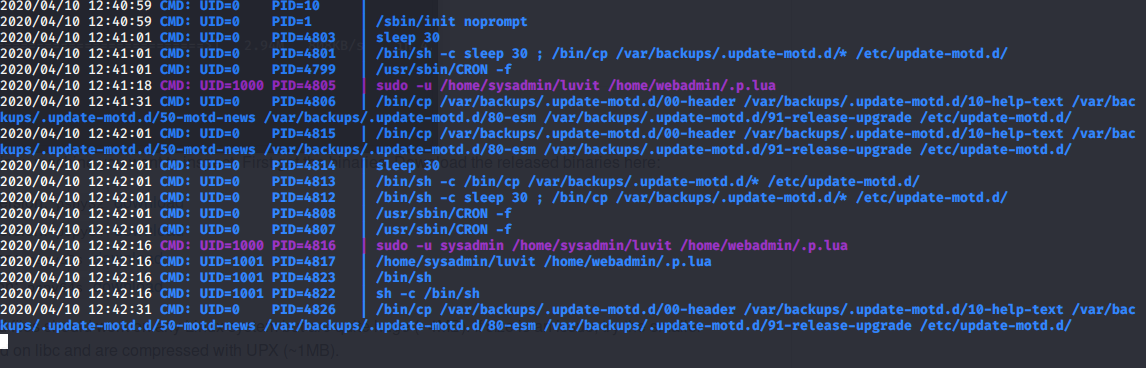 2020/04/10 12:40:59 CMD: UID=0    PID=10     |
2020/04/10 12:40:59 CMD: UID=0    PID=1      | /sbin/init noprompt
2020/04/10 12:41:01 CMD: UID=0    PID=4803   | sleep 30
2020/04/10 12:41:01 CMD: UID=0    PID=4801   | /bin/sh -c sleep 30 ; /bin/cp /var/backups/.update-motd.d/* /etc/update-motd.d/
2020/04/10 12:41:01 CMD: UID=0    PID=4799   | /usr/sbin/CRON -f
2020/04/10 12:41:18 CMD: UID=1000 PID=4805   | sudo -u /home/sysadmin/luvit /home/webadmin/.p.lua
2020/04/10 12:41:31 CMD: UID=0    PID=4806   | /bin/cp /var/backups/.update-motd.d/00-header /var/backups/.update-motd.d/10-help-text /var/bac
kups/.update-motd.d/50-motd-news /var/backups/.update-motd.d/80-esm /var/backups/.update-motd.d/91-release-upgrade /etc/update-motd.d/
2020/04/10 12:42:01 CMD: UID=0    PID=4815   | /bin/cp /var/backups/.update-motd.d/00-header /var/backups/.update-motd.d/10-help-text /var/bac
kups/.update-motd.d/50-motd-news /var/backups/.update-motd.d/80-esm /var/backups/.update-motd.d/91-release-upgrade /etc/update-motd.d/
2020/04/10 12:42:01 CMD: UID=0    PID=4814   | sleep 30
2020/04/10 12:42:01 CMD: UID=0    PID=4813   | /bin/sh -c /bin/cp /var/backups/.update-motd.d/* /etc/update-motd.d/
2020/04/10 12:42:01 CMD: UID=0    PID=4812   | /bin/sh -c sleep 30 ; /bin/cp /var/backups/.update-motd.d/* /etc/update-motd.d/
2020/04/10 12:42:01 CMD: UID=0    PID=4808   | /usr/sbin/CRON -f
2020/04/10 12:42:01 CMD: UID=0    PID=4807   | /usr/sbin/CRON -f
2020/04/10 12:42:16 CMD: UID=1000 PID=4816   | sudo -u sysadmin /home/sysadmin/luvit /home/webadmin/.p.lua
2020/04/10 12:42:16 CMD: UID=1001 PID=4817   | /home/sysadmin/luvit /home/webadmin/.p.lua
2020/04/10 12:42:16 CMD: UID=1001 PID=4823   | /bin/sh
2020/04/10 12:42:16 CMD: UID=1001 PID=4822   | sh -c /bin/sh
2020/04/10 12:42:31 CMD: UID=0    PID=4826   | /bin/cp /var/backups/.update-motd.d/00-header /var/backups/.update-motd.d/10-help-text /var/bac
kups/.update-motd.d/50-motd-news /var/backups/.update-motd.d/80-esm /var/backups/.update-motd.d/91-release-upgrade /etc/update-motd.d/
on libc and are compressed with UPX (~1MB).